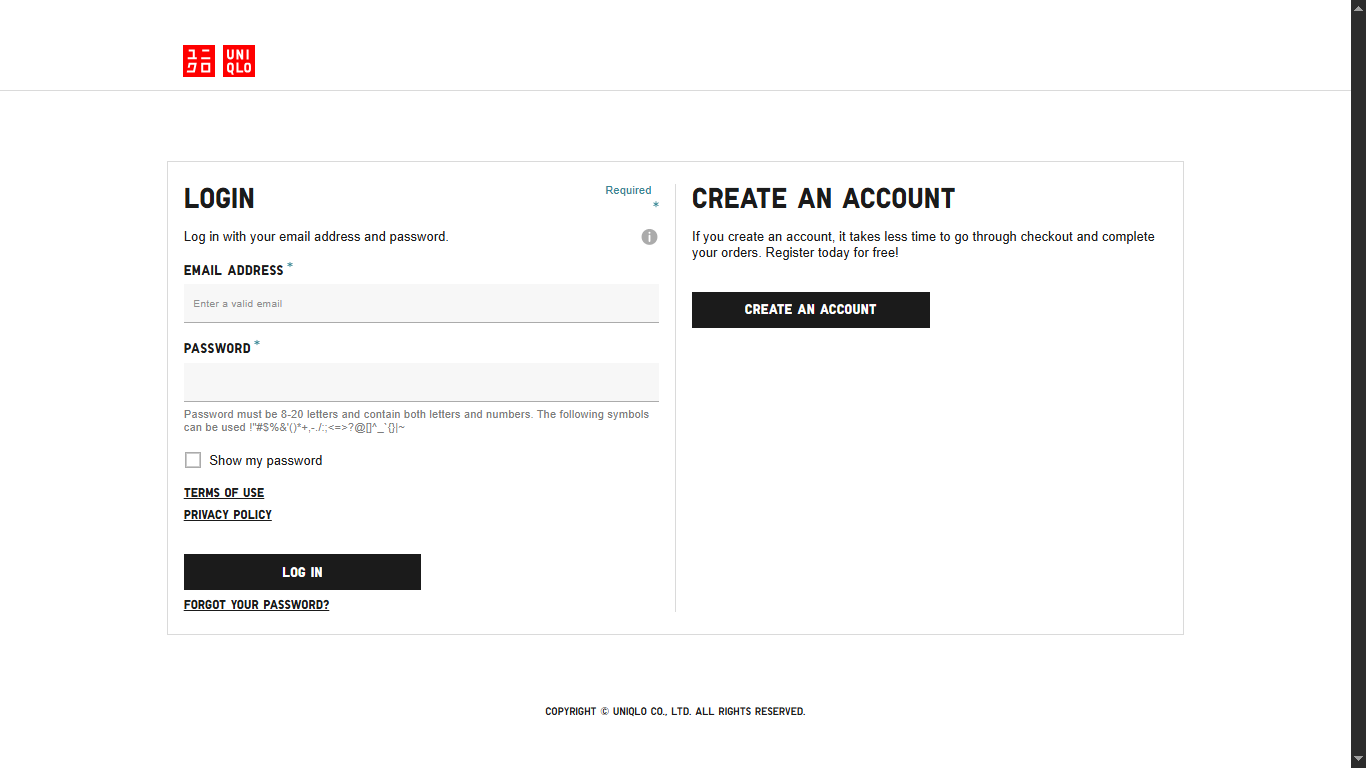 ユニ
クロ
UNI
QLO
LOGIN
Required
*
Log in with your email address and password.
EMAIL ADDRESS *
Enter a valid email
PASSWORD *
Password must be 8-20 letters and contain both letters and numbers. The following symbols
can be used !"#$%&'()*+,-./:;<=>?@[]^_`{}|~
Show my password
TERMS OF USE
PRIVACY POLICY
LOG IN
FORGOT YOUR PASSWORD?
CREATE AN ACCOUNT
If you create an account, it takes less time to go through checkout and complete
your orders. Register today for free!
CREATE AN ACCOUNT
COPYRIGHT © UNIQLO CO., LTD. ALL RIGHTS RESERVED.